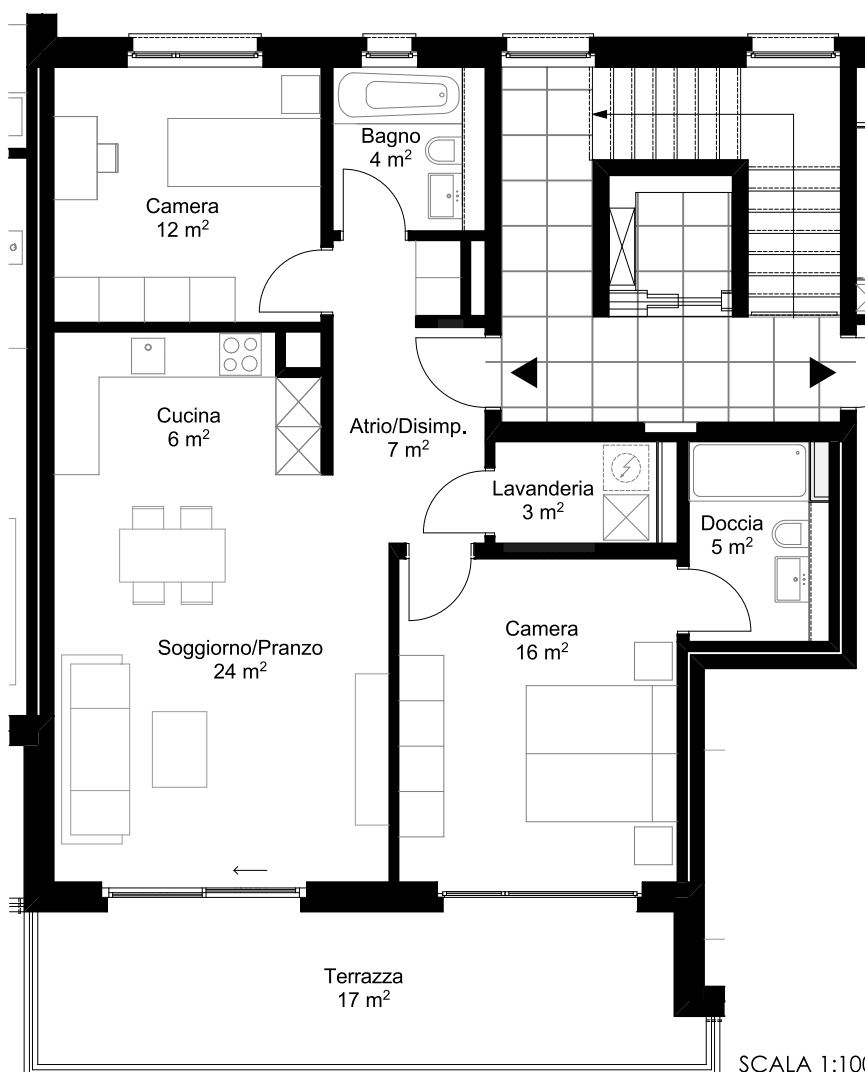 Bagno
4 m²
Camera
12 m²
Cucina
6 m²
Atrio/Disimp.
7 m²
Lavanderia
3 m²
Doccia
5 m²
Camera
16 m²
Soggiorno/Pranzo
24 m²
Terrazza
17 m²
SCALA 1:100